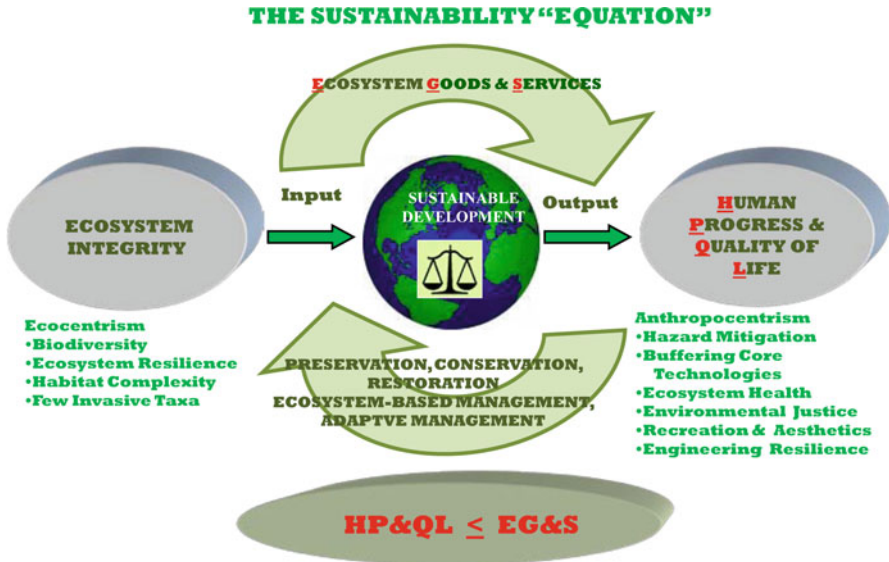 THE SUSTAINABILITY “EQUATION”
ECOSYSTEM GOODS & SERVICES
Input
SUSTAINABLE
DEVELOPMENT
Output
ECOSYSTEM
INTEGRITY
HUMAN
PROGRESS &
QUALITY OF
LIFE
Ecocentrism
•Biodiversity
•Ecosystem Resilience
•Habitat Complexity
•Few Invasive Taxa
PRESERVATION, CONSERVATION,
RESTORATION
ECOSYSTEM-BASED MANAGEMENT,
ADAPTVE MANAGEMENT
Anthropocentrism
•Hazard Mitigation
•Buffering Core
Technologies
•Ecosystem Health
•Environmental Justice
•Recreation & Aesthetics
•Engineering Resilience
HP&QL ≤ EG&S